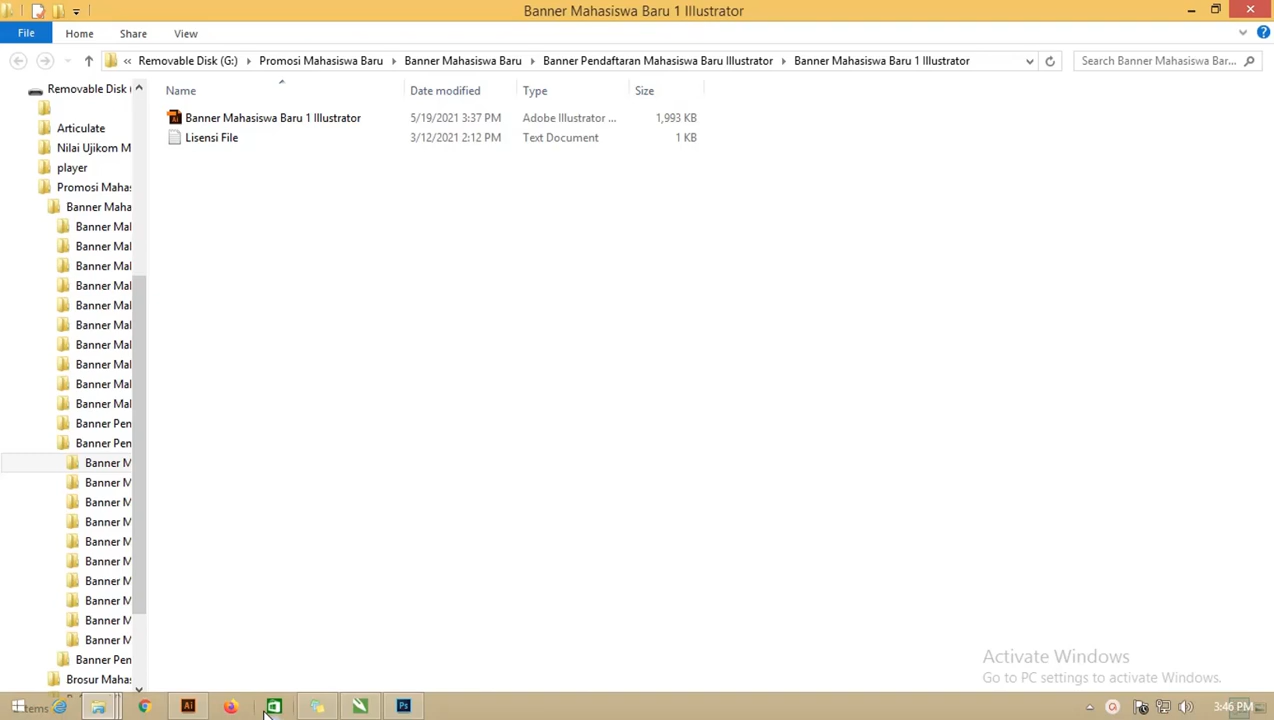 Banner Mahasiswa Baru 1 Illustrator
File Home Share View
« Removable Disk (G:) Promosi Mahasiswa Baru Banner Mahasiswa Baru Banner Pendaftaran Mahasiswa Baru Illustrator Banner Mahasiswa Baru 1 Illustrator Search Banner Mahasiswa Bar...
Removable Disk (
Articulate
Nilai Ujikom M
player
Promosi Mahas
Banner Maha
Banner Mal
Banner Mal
Banner Mal
Banner Mal
Banner Mal
Banner Mal
Banner Mal
Banner Mal
Banner Mal
Banner Mal
Banner Pen
Banner Pen
Banner M
Banner M
Banner M
Banner M
Banner M
Banner M
Banner M
Banner M
Banner M
Banner M
Banner Pen
Brosur Mahas
Name Date modified Type Size
Banner Mahasiswa Baru 1 Illustrator 5/19/2021 3:37 PM Adobe Illustrator ... 1,993 KB
Lisensi File 3/12/2021 2:12 PM Text Document 1 KB
Activate Windows
Go to PC settings to activate Windows.
items
Ai
Ps
3:46 PM